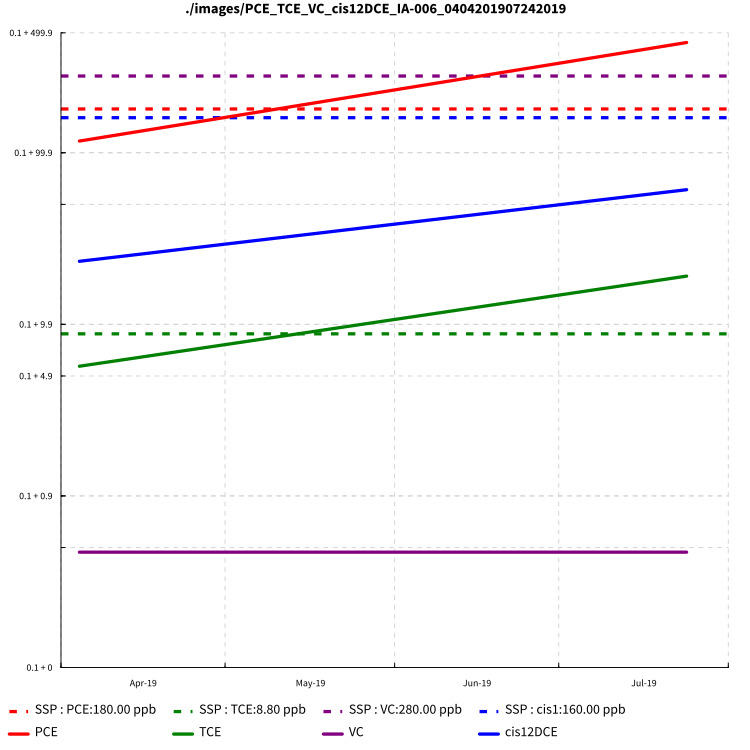 ./images/PCE_TCE_VC_cis12DCE_IA-006_0404201907242019
0.1 + 499.9
0.1 + 99.9
0.1 + 9.9
0.1 + 4.9
0.1 + 0.9
0.1 + 0
Apr-19 May-19 Jun-19 Jul-19
SSP : PCE:180.00 ppb SSP : TCE:8.80 ppb SSP : VC:280.00 ppb SSP : cis1:160.00 ppb
PCE TCE VC cis12DCE